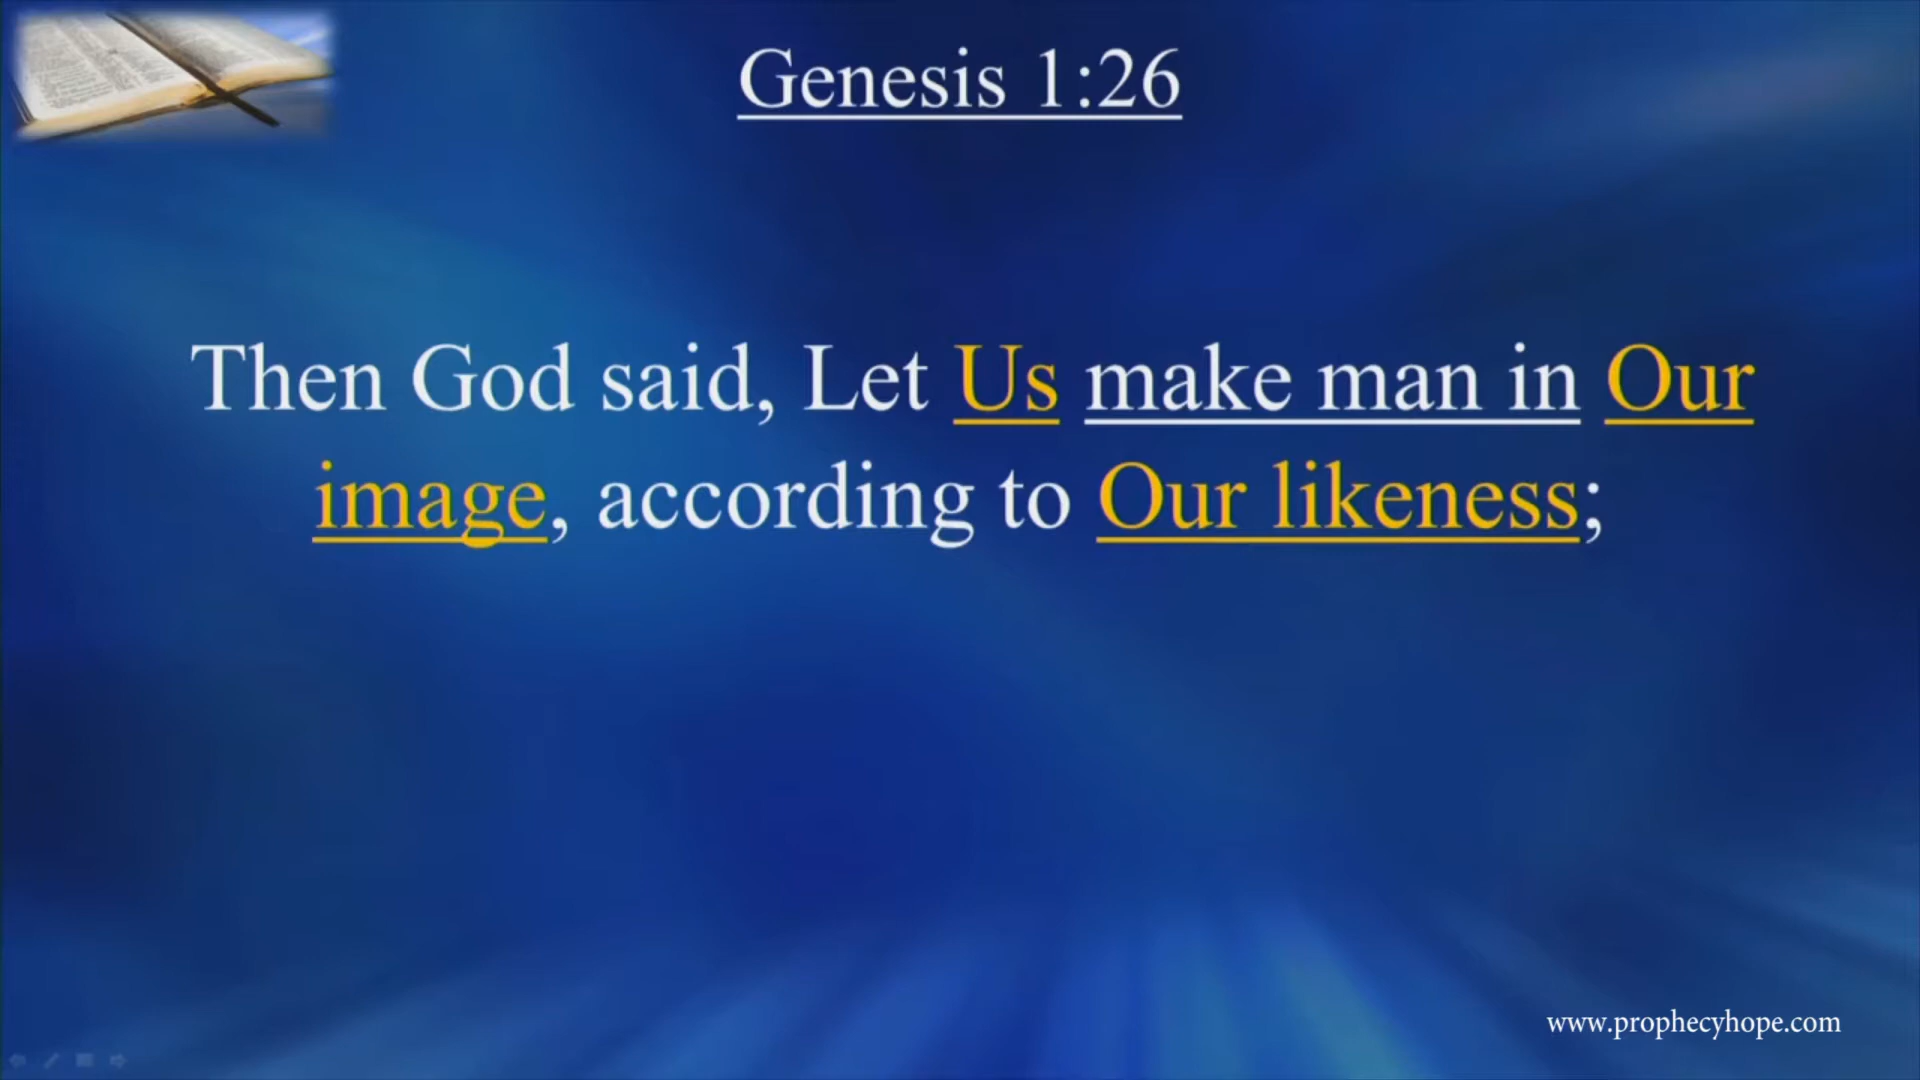 Genesis 1:26
Then God said, Let Us make man in Our
image, according to Our likeness;
www.prophecyhope.com